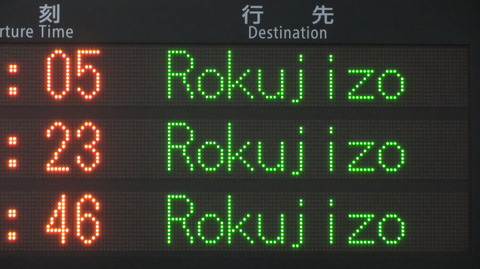 刻 行先
rture Time Destination
:05 Rokujizo
:23 Rokujizo
:46 Rokujizo